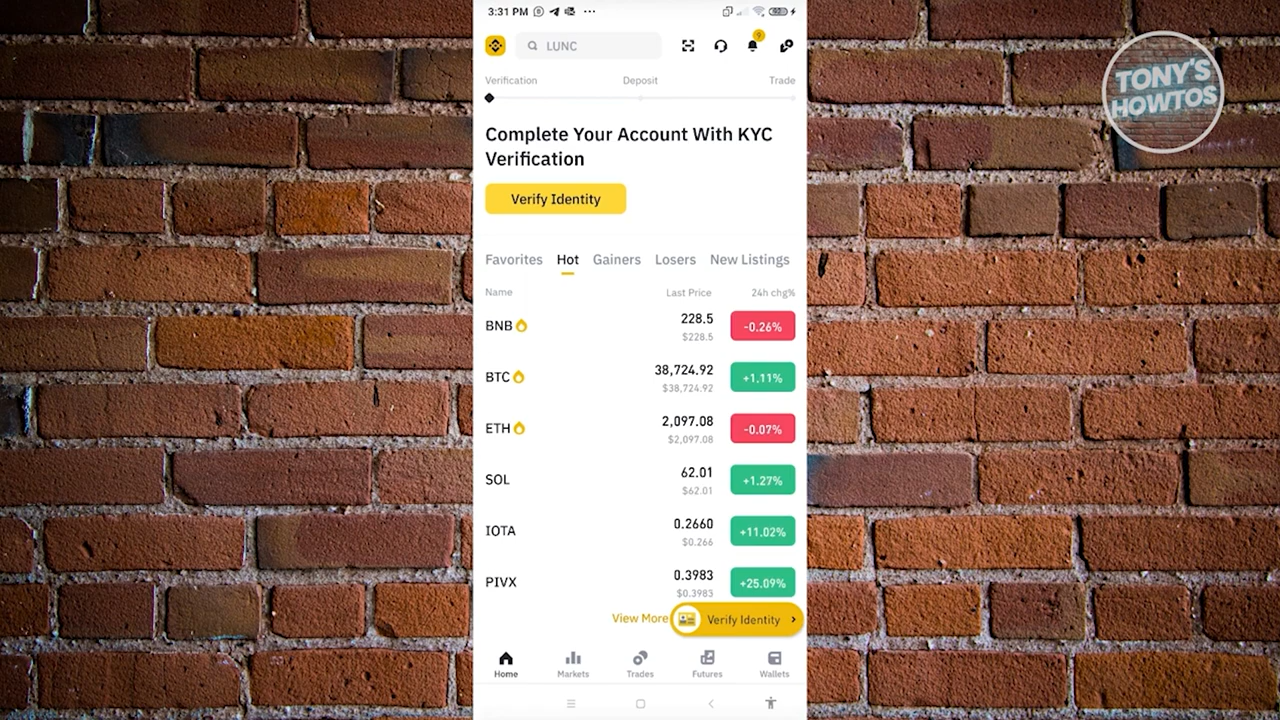 3:31 PM
LUNC
9
TONY'S
HOWTOS
Verification Deposit Trade
Complete Your Account With KYC
Verification
Verify Identity
Favorites Hot Gainers Losers New Listings
Name Last Price 24h chg%
BNB 228.5 -0.26%
$228.5
BTC 38,724.92 +1.11%
$38,724.92
ETH 2,097.08 -0.07%
$2,097.08
SOL 62.01 +1.27%
$62.01
IOTA 0.2660 +11.02%
$0.266
PIVX 0.3983 +25.09%
$0.3983
View More Verify Identity
Home Markets Trades Futures Wallets